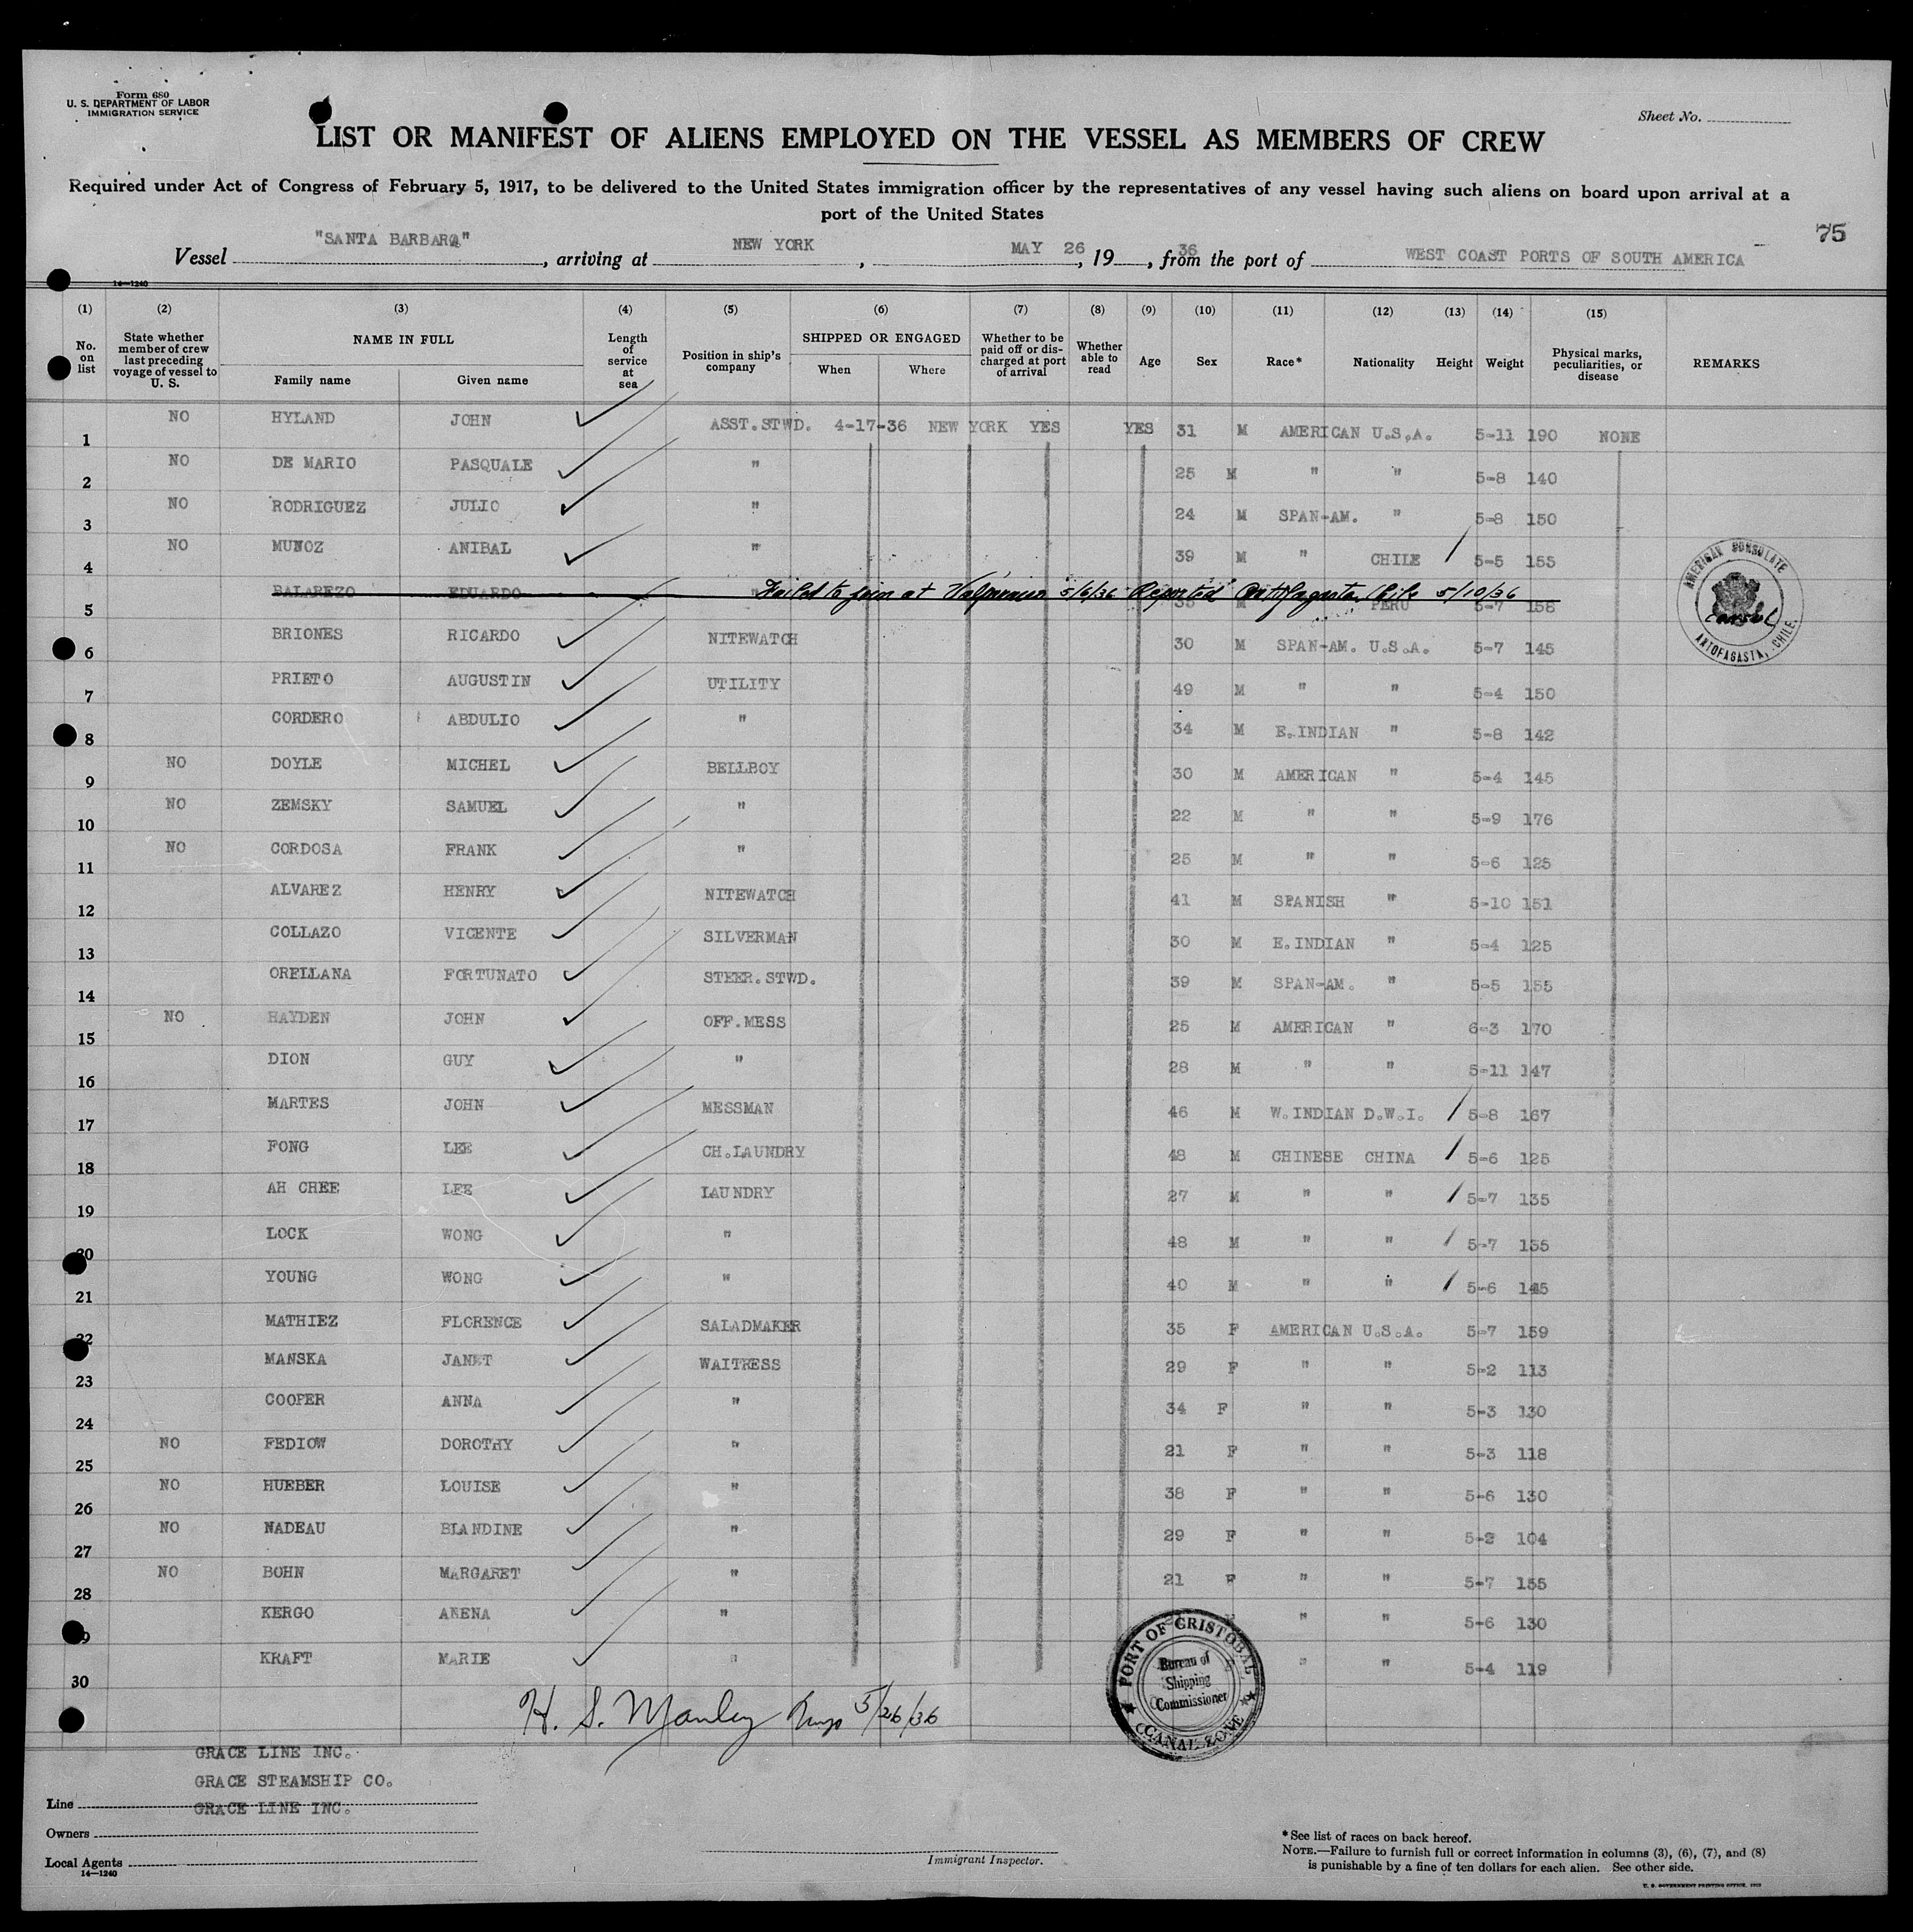 Form 680
U. S. DEPARTMENT OF LABOR
IMMIGRATION SERVICE
Sheet No.
LIST OR MANIFEST OF ALIENS EMPLOYED ON THE VESSEL AS MEMBERS OF CREW
Required under Act of Congress of February 5, 1917, to be delivered to the United States immigration officer by the representatives of any vessel having such aliens on board upon arrival at a
port of the United States
75
Vessel "SANTA BARBARA", arriving at NEW YORK, MAY 26, 1936, from the port of WEST COAST PORTS OF SOUTH AMERICA
14—1240
(1) (2) (3) (4) (5) (6) (7) (8) (9) (10) (11) (12) (13) (14) (15)
No. on list State whether member of crew last preceding voyage of vessel to U. S. NAME IN FULL Family name Given name Length of service at sea Position in ship's company SHIPPED OR ENGAGED When Where Whether to be paid off or discharged at port of arrival Whether able to read Age Sex Race* Nationality Height Weight Physical marks, peculiarities, or disease REMARKS
1 NO HYLAND JOHN ASST.STWD. 4-17-36 NEW YORK YES YES 31 M AMERICAN U.S.A. 5-11 190 NONE
2 NO DE MARIO PASQUALE " 25 M " " 5-8 140
3 NO RODRIGUEZ JULIO " 24 M SPAN-AM. " 5-8 150
4 NO MUNOZ ANIBAL " 39 M " CHILE 5-5 155
5 BALAREZO EDUARDO " 35 M PERU 5-7 158
Failed to join at Valparaiso 5/6/36 Reported Antofagasta Chile 5/10/36
AMERICAN CONSULATE
ANTOFAGASTA, CHILE.
6 BRIONES RICARDO NITEWATCH 30 M SPAN-AM. U.S.A. 5-7 145
7 PRIETO AUGUSTIN UTILITY 49 M " " 5-4 150
8 CORDERO ABDULIO " 34 M E.INDIAN " 5-8 142
9 NO DOYLE MICHEL BELLBOY 30 M AMERICAN " 5-4 145
10 NO ZEMSKY SAMUEL " 22 M " " 5-9 176
11 NO CORDOSA FRANK " 25 M " " 5-6 125
12 ALVAREZ HENRY NITEWATCH 41 M SPANISH " 5-10 151
13 COLLAZO VICENTE SILVERMAN 30 M E.INDIAN " 5-4 125
14 ORELLANA FORTUNATO STEER.STWD. 39 M SPAN-AM. " 5-5 155
15 NO HAYDEN JOHN OFF.MESS 25 M AMERICAN " 6-3 170
16 DION GUY " 28 M " " 5-11 147
17 MARTES JOHN MESSMAN 46 M W.INDIAN D.W.I. 5-8 167
18 FONG LEE CH.LAUNDRY 48 M CHINESE CHINA 5-6 125
19 AH CHEE LEE LAUNDRY 27 M " " 5-7 135
20 LOCK WONG " 48 M " " 5-7 155
21 YOUNG WONG " 40 M " " 5-6 145
22 MATHIEZ FLORENCE SALADMAKER 35 F AMERICAN U.S.A. 5-7 159
23 MANSKA JANET WAITRESS 29 F " " 5-2 113
24 COOPER ANNA " 34 F " " 5-3 130
25 NO FEDIOW DOROTHY " 21 F " " 5-3 118
26 NO HUEBER LOUISE " 38 F " " 5-6 130
27 NO NADEAU BLANDINE " 29 F " " 5-2 104
28 NO BOHN MARGARET " 21 F " " 5-7 155
29 KERGO ANENA " " " 5-6 130
30 KRAFT MARIE " " " 5-4 119
PORT OF CRISTOBAL
Bureau of
Shipping
Commissioner
CANAL ZONE
H. S. Manley 5/26/36
GRACE LINE INC.
GRACE STEAMSHIP CO.
GRACE LINE INC.
Line
Owners
Local Agents
14—1240
Immigrant Inspector.
*See list of races on back hereof.
NOTE.—Failure to furnish full or correct information in columns (3), (6), (7), and (8)
is punishable by a fine of ten dollars for each alien. See other side.